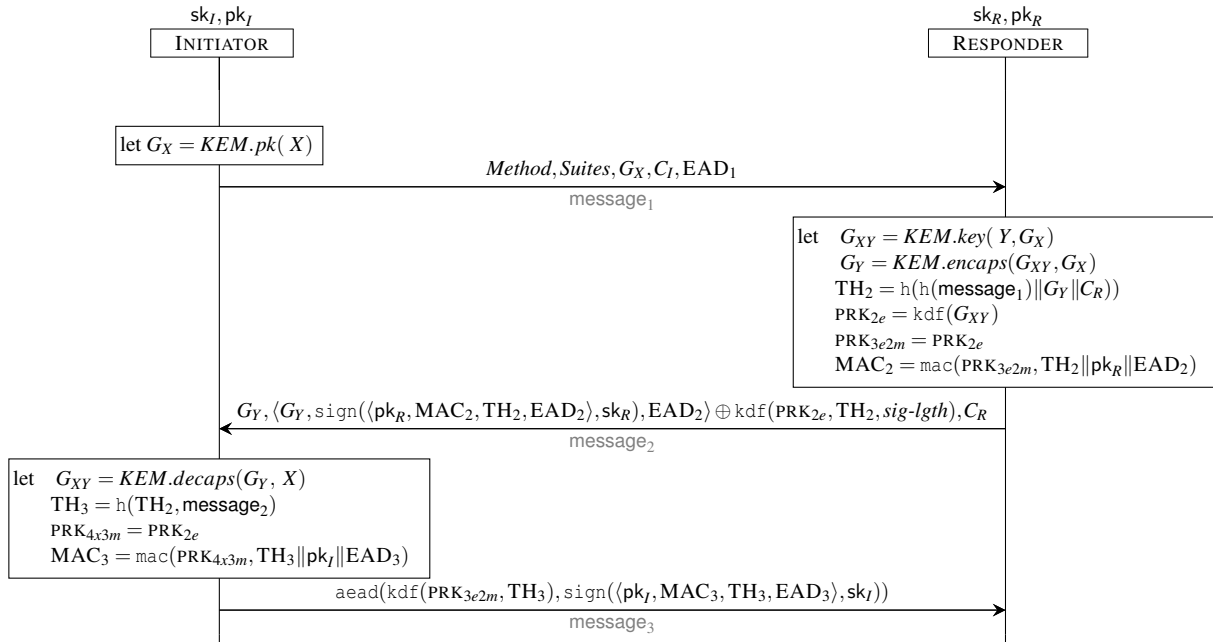 sk_I, pk_I
sk_R, pk_R
INITIATOR
RESPONDER
let G_X = KEM.pk( X)
Method, Suites, G_X, C_I, EAD_1
message_1
let G_XY = KEM.key( Y, G_X)
G_Y = KEM.encaps(G_XY, G_X)
TH_2 = h(h(message_1)‖G_Y‖C_R))
PRK_2e = kdf(G_XY)
PRK_3e2m = PRK_2e
MAC_2 = mac(PRK_3e2m, TH_2‖pk_R‖EAD_2)
G_Y, ⟨G_Y, sign(⟨pk_R, MAC_2, TH_2, EAD_2⟩, sk_R), EAD_2⟩ ⊕ kdf(PRK_2e, TH_2, sig-lgth), C_R
message_2
let G_XY = KEM.decaps(G_Y, X)
TH_3 = h(TH_2, message_2)
PRK_4x3m = PRK_2e
MAC_3 = mac(PRK_4x3m, TH_3‖pk_I‖EAD_3)
aead(kdf(PRK_3e2m, TH_3), sign(⟨pk_I, MAC_3, TH_3, EAD_3⟩, sk_I))
message_3